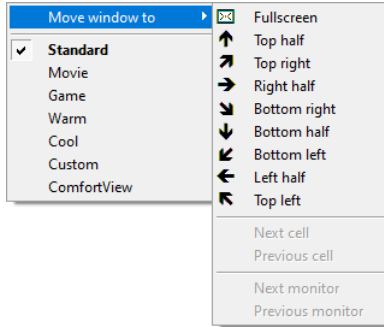 Move window to
Standard
Movie
Game
Warm
Cool
Custom
ComfortView
Fullscreen
Top half
Top right
Right half
Bottom right
Bottom half
Bottom left
Left half
Top left
Next cell
Previous cell
Next monitor
Previous monitor